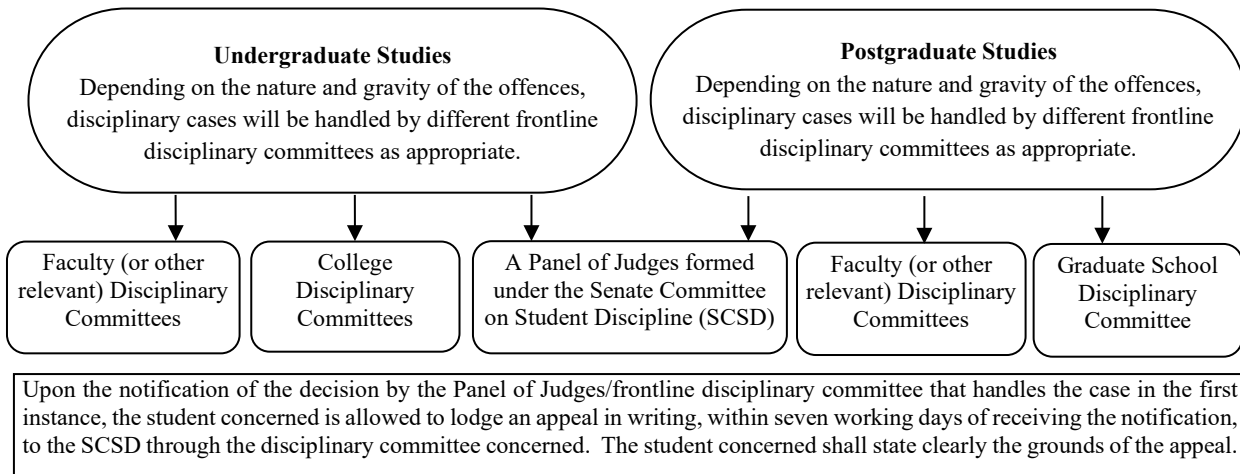 Undergraduate Studies
Depending on the nature and gravity of the offences,
disciplinary cases will be handled by different frontline
disciplinary committees as appropriate.
Postgraduate Studies
Depending on the nature and gravity of the offences,
disciplinary cases will be handled by different frontline
disciplinary committees as appropriate.
Faculty (or other
relevant) Disciplinary
Committees
College
Disciplinary
Committees
A Panel of Judges formed
under the Senate Committee
on Student Discipline (SCSD)
Faculty (or other
relevant) Disciplinary
Committees
Graduate School
Disciplinary
Committee
Upon the notification of the decision by the Panel of Judges/frontline disciplinary committee that handles the case in the first
instance, the student concerned is allowed to lodge an appeal in writing, within seven working days of receiving the notification,
to the SCSD through the disciplinary committee concerned. The student concerned shall state clearly the grounds of the appeal.